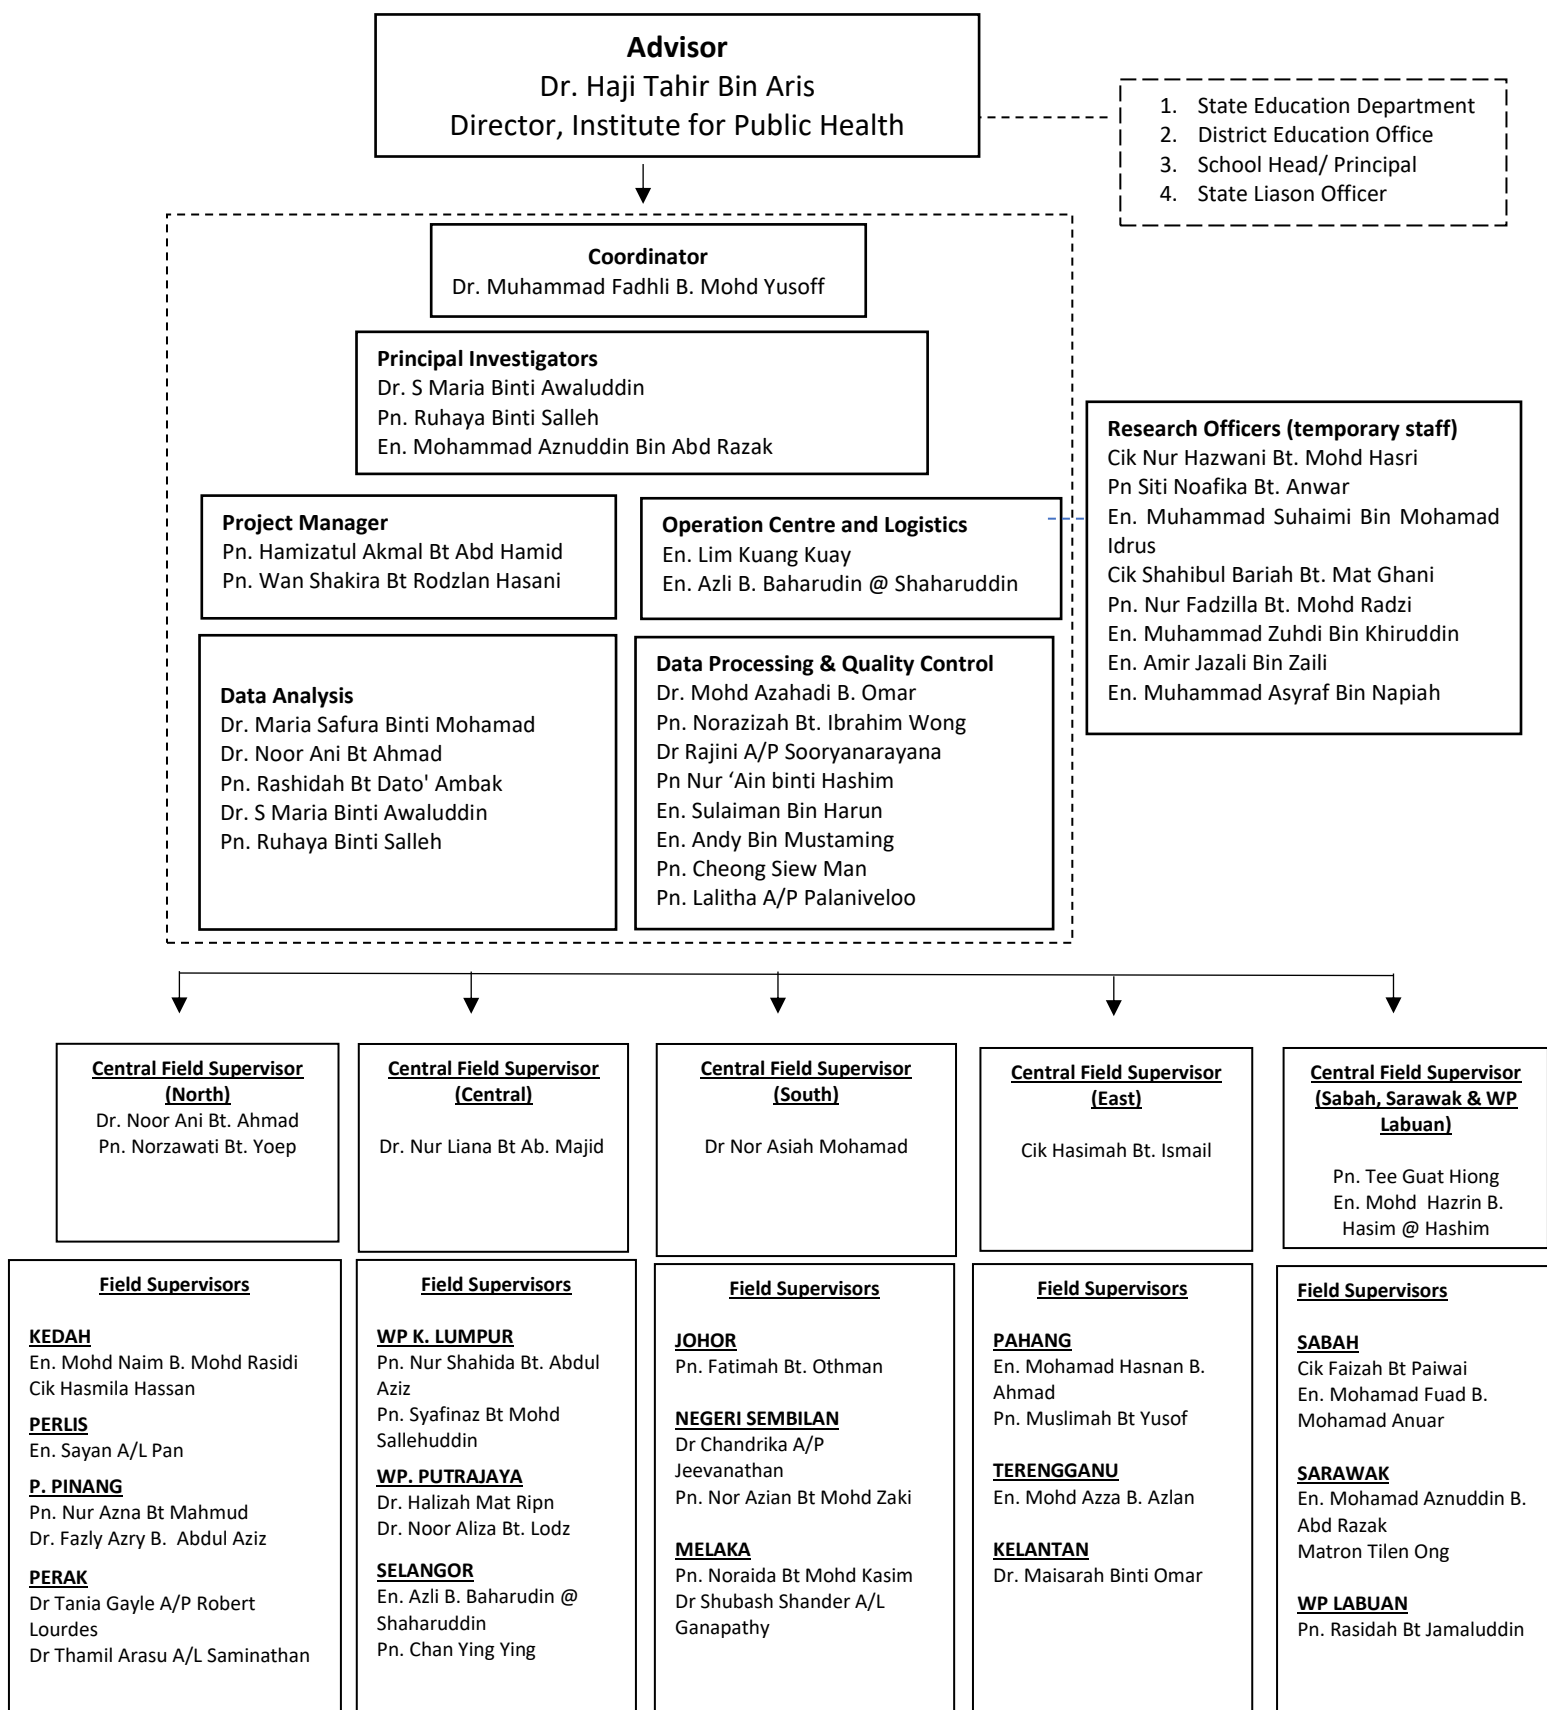 Advisor
Dr. Haji Tahir Bin Aris
Director, Institute for Public Health
1. State Education Department
2. District Education Office
3. School Head/ Principal
4. State Liason Officer
Coordinator
Dr. Muhammad Fadhli B. Mohd Yusoff
Principal Investigators
Dr. S Maria Binti Awaluddin
Pn. Ruhaya Binti Salleh
En. Mohammad Aznuddin Bin Abd Razak
Research Officers (temporary staff)
Cik Nur Hazwani Bt. Mohd Hasri
Pn Siti Noafika Bt. Anwar
En. Muhammad Suhaimi Bin Mohamad
Idrus
Cik Shahibul Bariah Bt. Mat Ghani
Pn. Nur Fadzilla Bt. Mohd Radzi
En. Muhammad Zuhdi Bin Khiruddin
En. Amir Jazali Bin Zaili
En. Muhammad Asyraf Bin Napiah
Project Manager
Pn. Hamizatul Akmal Bt Abd Hamid
Pn. Wan Shakira Bt Rodzlan Hasani
Operation Centre and Logistics
En. Lim Kuang Kuay
En. Azli B. Baharudin @ Shaharuddin
Data Analysis
Dr. Maria Safura Binti Mohamad
Dr. Noor Ani Bt Ahmad
Pn. Rashidah Bt Dato' Ambak
Dr. S Maria Binti Awaluddin
Pn. Ruhaya Binti Salleh
Data Processing & Quality Control
Dr. Mohd Azahadi B. Omar
Pn. Norazizah Bt. Ibrahim Wong
Dr Rajini A/P Sooryanarayana
Pn Nur ‘Ain binti Hashim
En. Sulaiman Bin Harun
En. Andy Bin Mustaming
Pn. Cheong Siew Man
Pn. Lalitha A/P Palaniveloo
Central Field Supervisor
(North)
Dr. Noor Ani Bt. Ahmad
Pn. Norzawati Bt. Yoep
Central Field Supervisor
(Central)
Dr. Nur Liana Bt Ab. Majid
Central Field Supervisor
(South)
Dr Nor Asiah Mohamad
Central Field Supervisor
(East)
Cik Hasimah Bt. Ismail
Central Field Supervisor
(Sabah, Sarawak & WP
Labuan)
Pn. Tee Guat Hiong
En. Mohd Hazrin B.
Hasim @ Hashim
Field Supervisors
KEDAH
En. Mohd Naim B. Mohd Rasidi
Cik Hasmila Hassan
PERLIS
En. Sayan A/L Pan
P. PINANG
Pn. Nur Azna Bt Mahmud
Dr. Fazly Azry B. Abdul Aziz
PERAK
Dr Tania Gayle A/P Robert
Lourdes
Dr Thamil Arasu A/L Saminathan
Field Supervisors
WP K. LUMPUR
Pn. Nur Shahida Bt. Abdul
Aziz
Pn. Syafinaz Bt Mohd
Sallehuddin
WP. PUTRAJAYA
Dr. Halizah Mat Ripn
Dr. Noor Aliza Bt. Lodz
SELANGOR
En. Azli B. Baharudin @
Shaharuddin
Pn. Chan Ying Ying
Field Supervisors
JOHOR
Pn. Fatimah Bt. Othman
NEGERI SEMBILAN
Dr Chandrika A/P
Jeevanathan
Pn. Nor Azian Bt Mohd Zaki
MELAKA
Pn. Noraida Bt Mohd Kasim
Dr Shubash Shander A/L
Ganapathy
Field Supervisors
PAHANG
En. Mohamad Hasnan B.
Ahmad
Pn. Muslimah Bt Yusof
TERENGGANU
En. Mohd Azza B. Azlan
KELANTAN
Dr. Maisarah Binti Omar
Field Supervisors
SABAH
Cik Faizah Bt Paiwai
En. Mohamad Fuad B.
Mohamad Anuar
SARAWAK
En. Mohamad Aznuddin B.
Abd Razak
Matron Tilen Ong
WP LABUAN
Pn. Rasidah Bt Jamaluddin